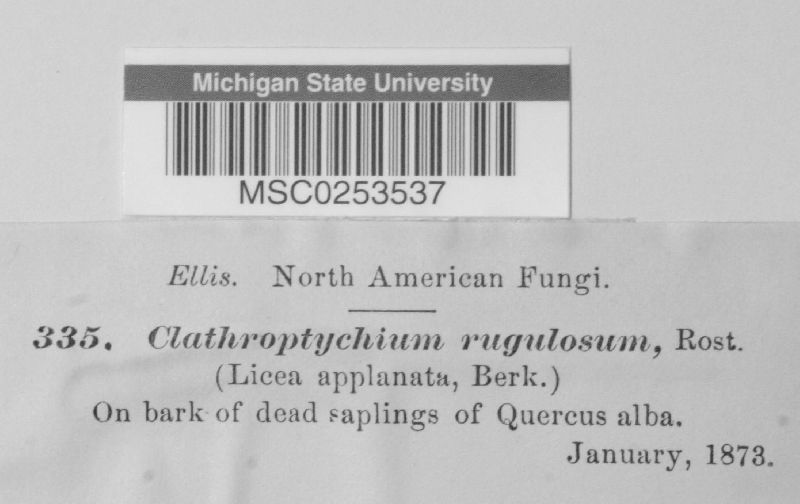 Michigan State University
MSC0253537
Ellis. North American Fungi.
335. Clathroptychium rugulosum, Rost.
(Licea applanata, Berk.)
On bark of dead saplings of Quercus alba.
January, 1873.